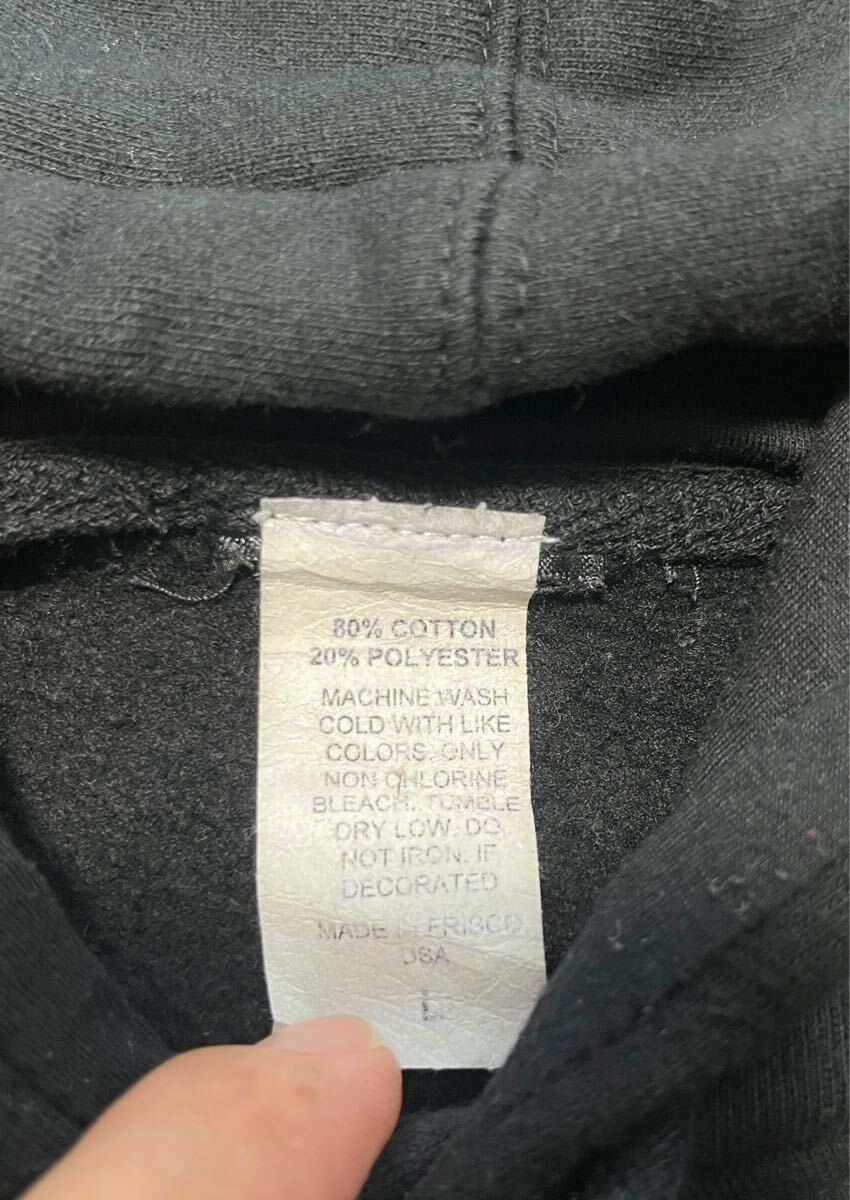 80% COTTON
20% POLYESTER
MACHINE WASH
COLD WITH LIKE
COLORS. ONLY
NON CHLORINE
BLEACH. TUMBLE
DRY LOW. DO
NOT IRON. IF
DECORATED
MADE IN FRISCO
USA
L